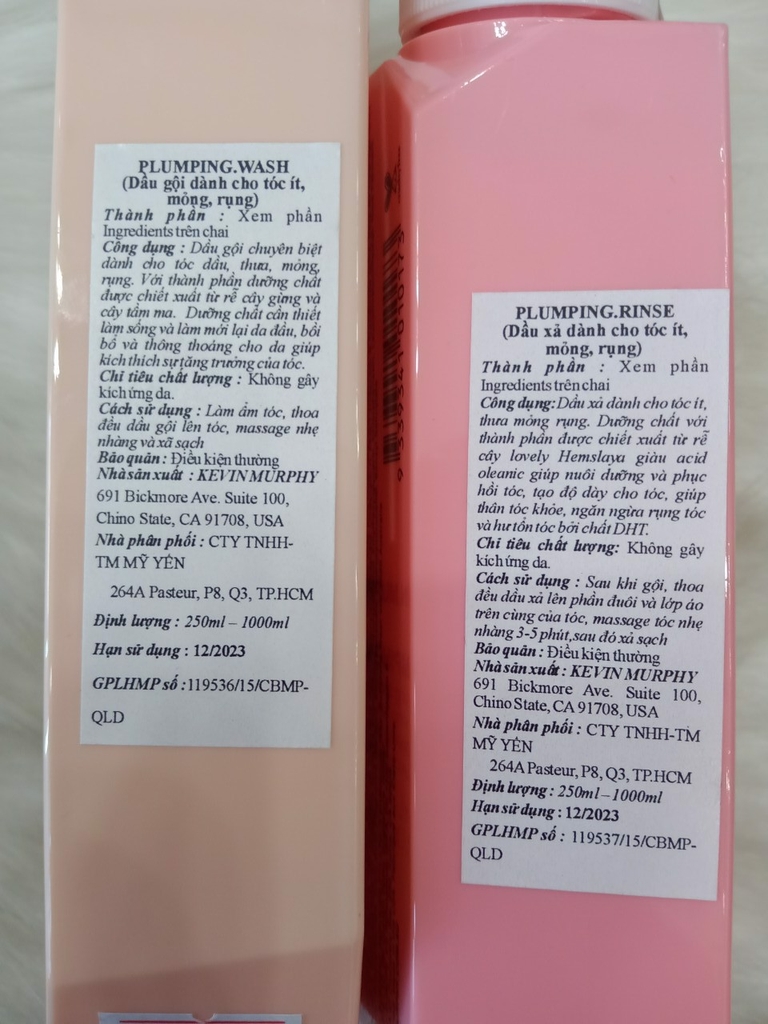 PLUMPING.WASH
(Dầu gội dành cho tóc ít,
mỏng, rụng)
Thành phần : Xem phần
Ingredients trên chai
Công dụng : Dầu gội chuyên biệt
dành cho tóc dầu, thưa, mỏng,
rụng. Với thành phần dưỡng chất
được chiết xuất từ rễ cây gừng và
cây tầm ma. Dưỡng chất cần thiết
làm sống và làm mới lại da đầu, bồi
bổ và thông thoáng cho da giúp
kích thích sự tăng trưởng của tóc.
Chỉ tiêu chất lượng : Không gây
kích ứng da.
Cách sử dụng : Làm ẩm tóc, thoa
đều dầu gội lên tóc, massage nhẹ
nhàng và xã sạch
Bảo quản : Điều kiện thường
Nhà sản xuất : KEVIN MURPHY
691 Bickmore Ave. Suite 100,
Chino State, CA 91708, USA
Nhà phân phối : CTY TNHH-
TM MỸ YÊN
264A Pasteur, P8, Q3, TP.HCM
Định lượng : 250ml – 1000ml
Hạn sử dụng : 12/2023
GPLHMP số :119536/15/CBMP-
QLD
PLUMPING.RINSE
(Dầu xả dành cho tóc ít,
mỏng, rụng)
Thành phần : Xem phần
Ingredients trên chai
Công dụng:Dầu xả dành cho tóc ít,
thưa mỏng rụng. Dưỡng chất với
thành phần được chiết xuất từ rễ
cây lovely Hemslaya giàu acid
oleanic giúp nuôi dưỡng và phục
hồi tóc, tạo độ dày cho tóc, giúp
thân tóc khỏe, ngăn ngừa rụng tóc
và hư tổn tóc bởi chất DHT.
Chỉ tiêu chất lượng: Không gây
kích ứng da.
Cách sử dụng : Sau khi gội, thoa
đều dầu xả lên phần đuôi và lớp áo
trên cùng của tóc, massage tóc nhẹ
nhàng 3-5 phút,sau đó xả sạch
Bảo quản : Điều kiện thường
Nhà sản xuất : KEVIN MURPHY
691 Bickmore Ave. Suite 100,
Chino State, CA 91708, USA
Nhà phân phối : CTY TNHH-TM
MỸ YÊN
264A Pasteur, P8, Q3, TP.HCM
Định lượng : 250ml – 1000ml
Hạn sử dụng : 12/2023
GPLHMP số : 119537/15/CBMP-
QLD